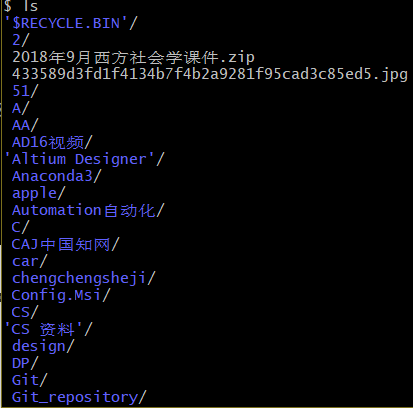 $ ls
'$RECYCLE.BIN'/
2/
2018年9月西方社会学课件.zip
433589d3fd1f4134b7f4b2a9281f95cad3c85ed5.jpg
51/
A/
AA/
AD16视频/
'Altium Designer'/
Anaconda3/
apple/
Automation自动化/
C/
CAJ中国知网/
car/
chengchengsheji/
Config.Msi/
CS/
'CS 资料'/
design/
DP/
Git/
Git_repository/